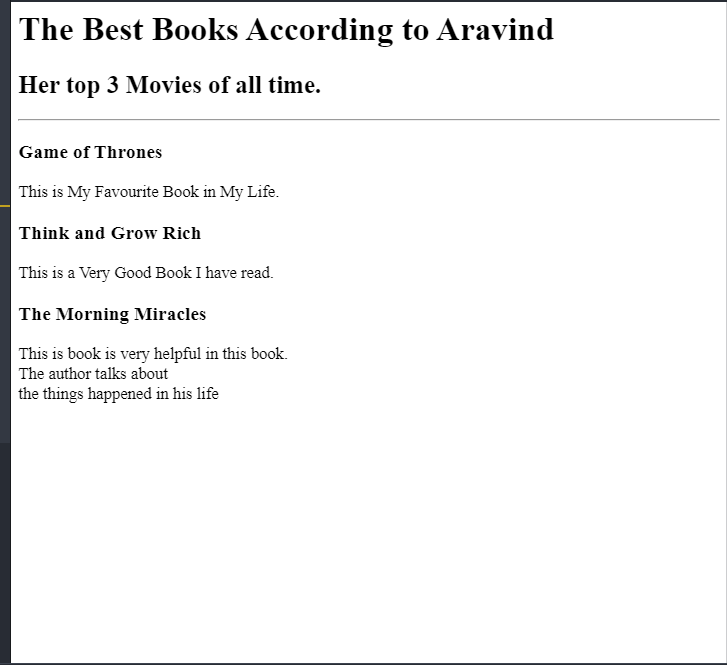 The Best Books According to Aravind
Her top 3 Movies of all time.
Game of Thrones
This is My Favourite Book in My Life.
Think and Grow Rich
This is a Very Good Book I have read.
The Morning Miracles
This is book is very helpful in this book.
The author talks about
the things happened in his life